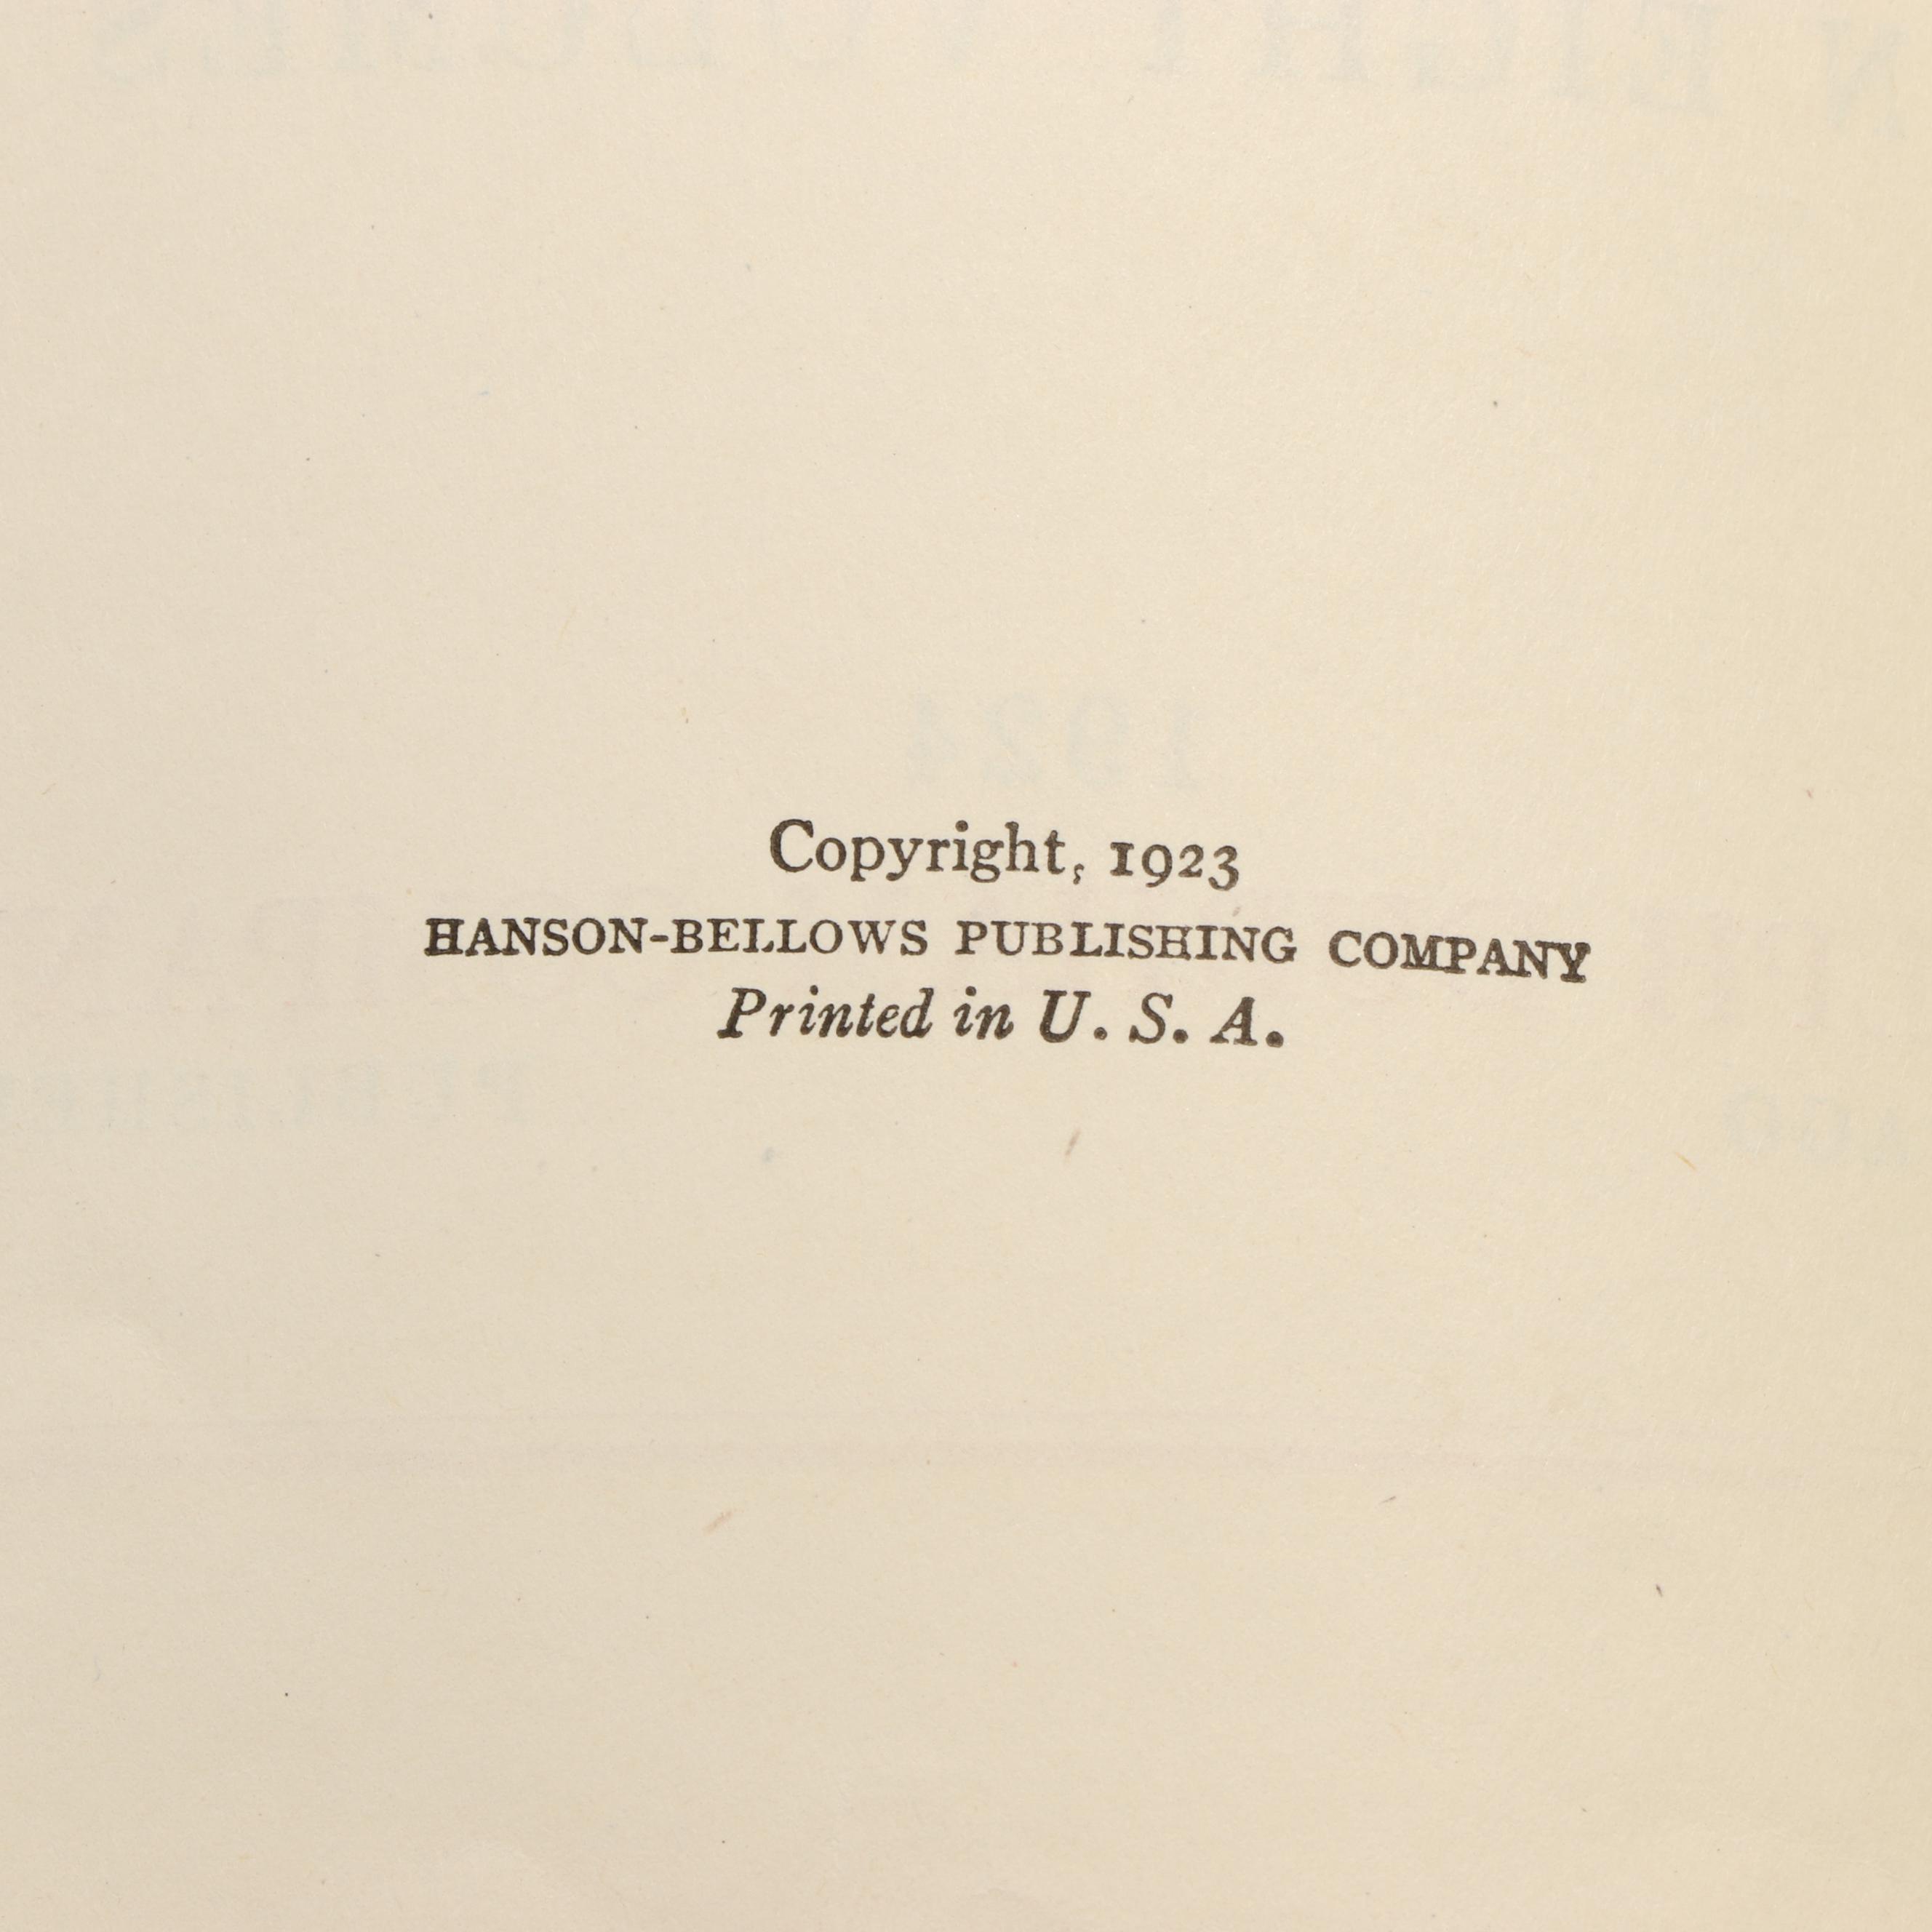 Copyright, 1923
HANSON-BELLOWS PUBLISHING COMPANY
Printed in U. S. A.